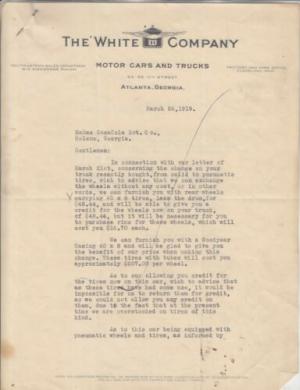 THE WHITE COMPANY
MOTOR CARS AND TRUCKS
ATLANTA, GEORGIA.
March 24, 1919.
Helena, Georgia.
Gentlemen:
In connection with our letter of
March 21st, concerning the change on your
truck recently bought, from solid to pneumatic
tires, wish to advise that we can exchange
the wheels without any cost, or in other
words, we can furnish you with rear wheels
carrying 40 x 8 tires, less the drum, for
$48.44, and will be able to give you a
credit for the wheels now on your
of $48.44, but it will be necessary for you
to purchase rims for these wheels, which will
cost you
We can furnish you with a Goodyear
Casing 40 x 8 and will be glad to give you
the benefit of our price when making this
change. These tires with tubes will cost you
approximately per wheel.
As to our allowing you credit for
the tires now on this car, wish to advise that
as these tires have had some use, it would be
impossible for us to return them for credit,
as we could not allow you any credit on
them, due to the fact that at the present
time we are overstocked on tires of this
kind.
As to this car being equipped with
pneumatic wheels and tires, as informed by